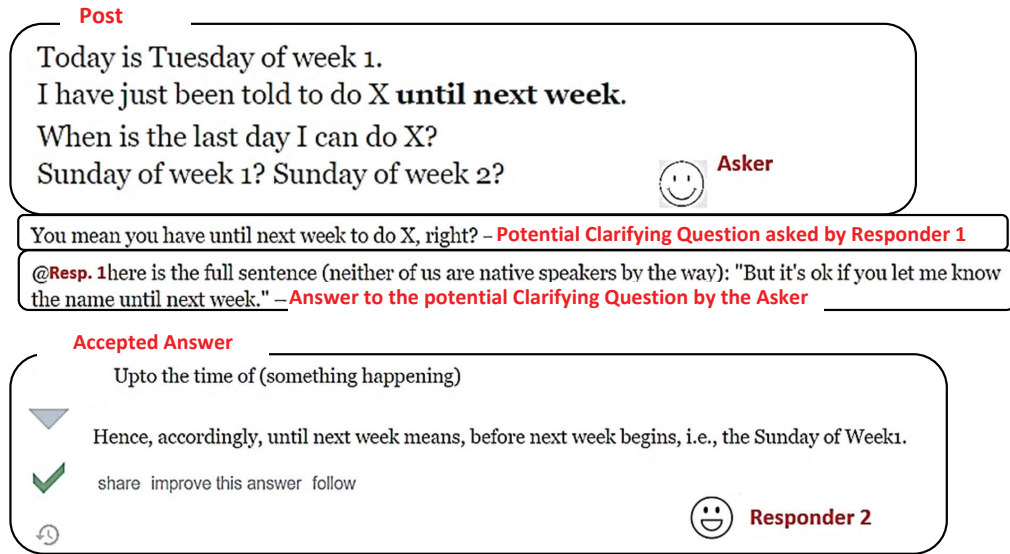 Post
Today is Tuesday of week 1.
I have just been told to do X until next week.
When is the last day I can do X?
Sunday of week 1? Sunday of week 2?
Asker
You mean you have until next week to do X, right? – Potential Clarifying Question asked by Responder 1
@Resp. 1here is the full sentence (neither of us are native speakers by the way): "But it's ok if you let me know
the name until next week." – Answer to the potential Clarifying Question by the Asker
Accepted Answer
Upto the time of (something happening)
Hence, accordingly, until next week means, before next week begins, i.e., the Sunday of Week1.
share improve this answer follow
Responder 2